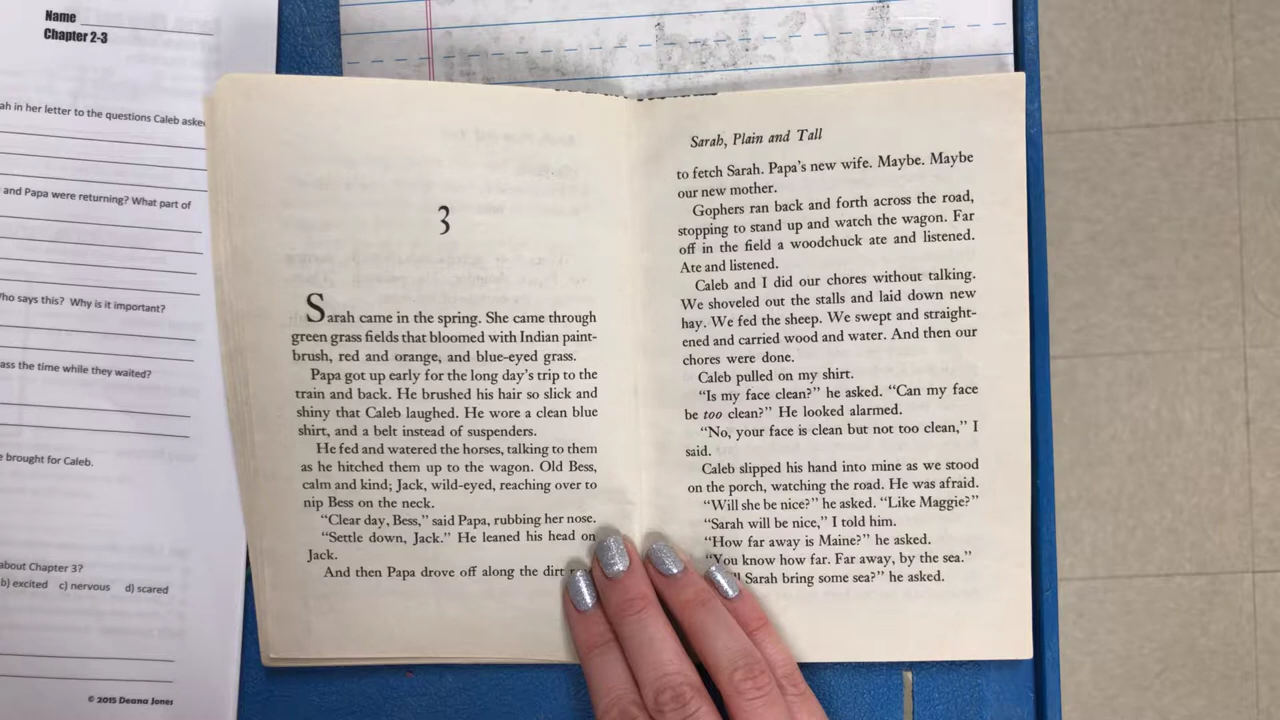 Name
Chapter 2-3
ah in her letter to the questions Caleb aske
and Papa were returning? What part of
ho says this? Why is it important?
ass the time while they waited?
brought for Caleb.
about Chapter 3?
b) excited c) nervous d) scared
© 2015 Deana Jones
3
Sarah came in the spring. She came through
green grass fields that bloomed with Indian paint-
brush, red and orange, and blue-eyed grass.
Papa got up early for the long day's trip to the
train and back. He brushed his hair so slick and
shiny that Caleb laughed. He wore a clean blue
shirt, and a belt instead of suspenders.
He fed and watered the horses, talking to them
as he hitched them up to the wagon. Old Bess,
calm and kind; Jack, wild-eyed, reaching over to
nip Bess on the neck.
"Clear day, Bess," said Papa, rubbing her nose.
"Settle down, Jack." He leaned his head on
Jack.
And then Papa drove off along the dirt
Sarah, Plain and Tall
to fetch Sarah. Papa's new wife. Maybe. Maybe
our new mother.
Gophers ran back and forth across the road,
stopping to stand up and watch the wagon. Far
off in the field a woodchuck ate and listened.
Ate and listened.
Caleb and I did our chores without talking.
We shoveled out the stalls and laid down new
hay. We fed the sheep. We swept and straight-
ened and carried wood and water. And then our
chores were done.
Caleb pulled on my shirt.
"Is my face clean?" he asked. "Can my face
be too clean?" He looked alarmed.
"No, your face is clean but not too clean," I
said.
Caleb slipped his hand into mine as we stood
on the porch, watching the road. He was afraid.
"Will she be nice?" he asked. "Like Maggie?"
"Sarah will be nice," I told him.
"How far away is Maine?" he asked.
"You know how far. Far away, by the sea."
Sarah bring some sea?" he asked.